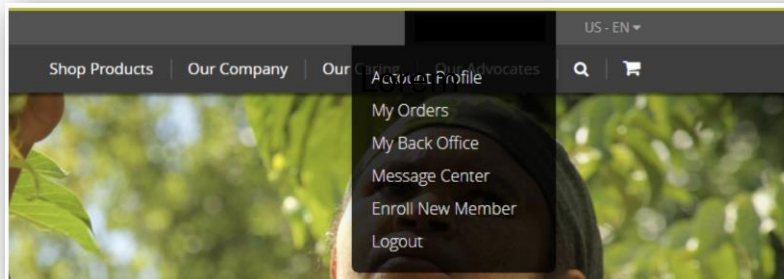 US - EN
Shop Products Our Company Our Caring Our Advocates
Account Profile
My Orders
My Back Office
Message Center
Enroll New Member
Logout